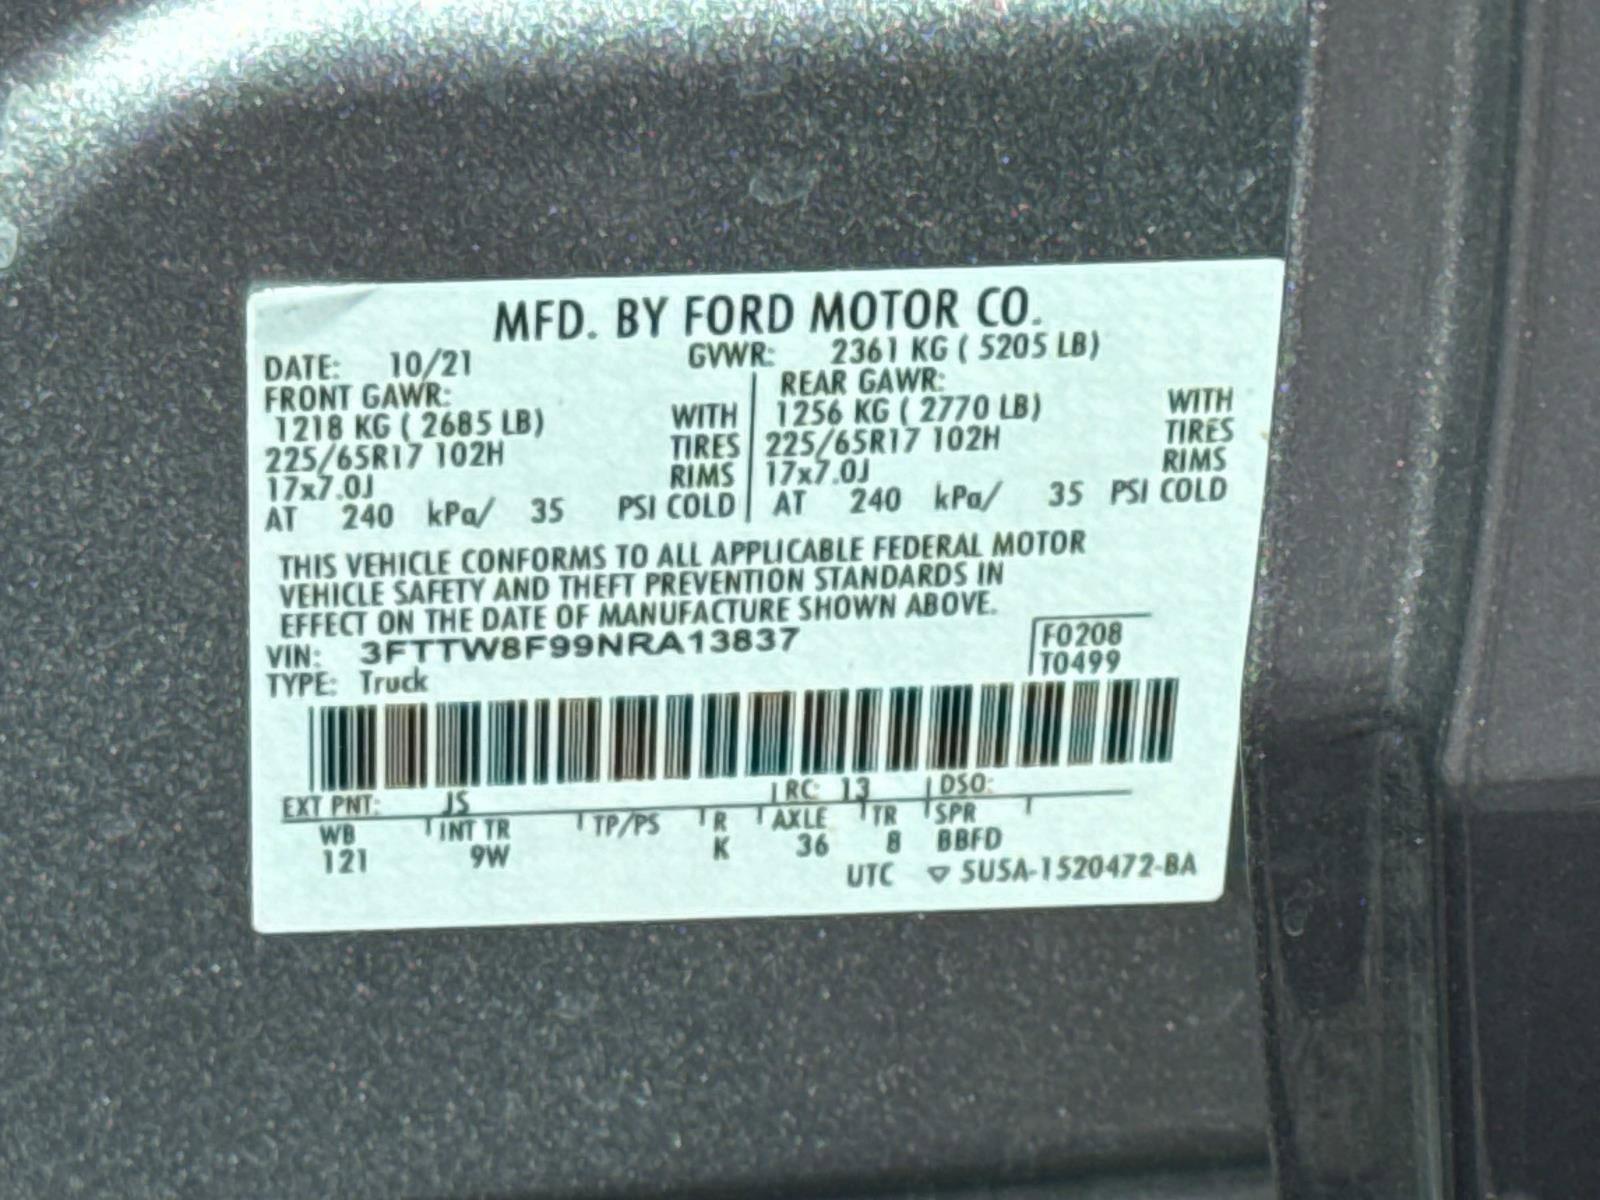 MFD. BY FORD MOTOR CO.
DATE: 10/21 GVWR: 2361 KG ( 5205 LB)
FRONT GAWR: REAR GAWR:
1218 KG ( 2685 LB) WITH 1256 KG ( 2770 LB) WITH
225/65R17 102H TIRES 225/65R17 102H TIRES
17x7.0J RIMS 17x7.0J RIMS
AT 240 kPa/ 35 PSI COLD AT 240 kPa/ 35 PSI COLD
THIS VEHICLE CONFORMS TO ALL APPLICABLE FEDERAL MOTOR
VEHICLE SAFETY AND THEFT PREVENTION STANDARDS IN
EFFECT ON THE DATE OF MANUFACTURE SHOWN ABOVE.
VIN: 3FTTW8F99NRA13837 F0208
TYPE: Truck T0499
EXT PNT: JS RC: 13 DSO:
WB INT TR TP/PS R AXLE TR SPR
121 9W K 36 8 BBFD
UTC ▽ 5U5A-1520472-BA